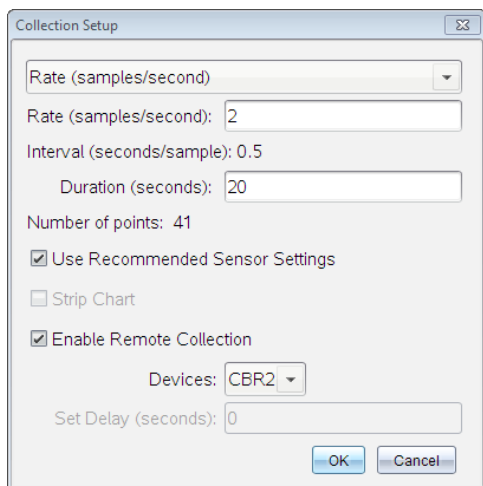 Collection Setup
Rate (samples/second)
Rate (samples/second): 2
Interval (seconds/sample): 0.5
Duration (seconds): 20
Number of points: 41
Use Recommended Sensor Settings
Strip Chart
Enable Remote Collection
Devices: CBR2
Set Delay (seconds): 0
OK Cancel